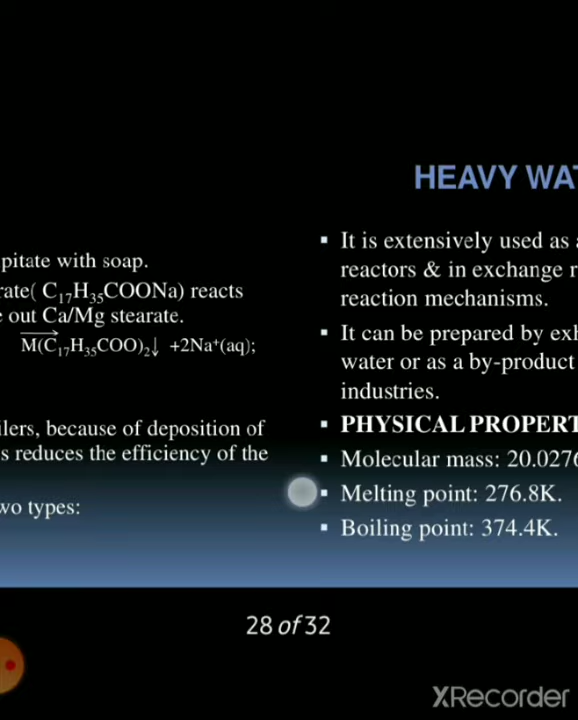 pitate with soap.
rate( C₁₇H₃₅COONa) reacts
e out Ca/Mg stearate.
M(C₁₇H₃₅COO)₂↓ +2Na⁺(aq);
ilers, because of deposition of
s reduces the efficiency of the
wo types:
HEAVY WAT
▪ It is extensively used as a
reactors & in exchange r
reaction mechanisms.
▪ It can be prepared by exh
water or as a by-product
industries.
▪ PHYSICAL PROPERT
▪ Molecular mass: 20.0276
▪ Melting point: 276.8K.
▪ Boiling point: 374.4K.
28 of 32
XRecorder